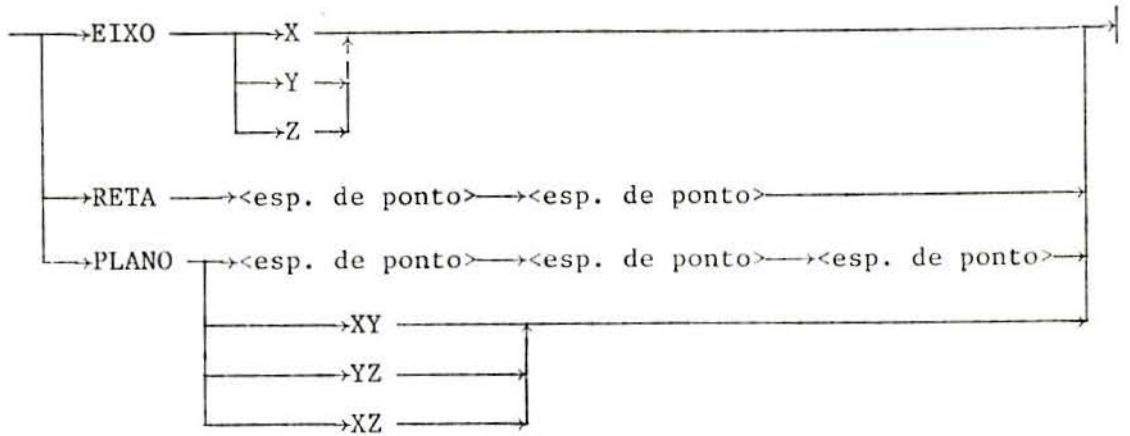 EIXO X
Y
Z
RETA <esp. de ponto> <esp. de ponto>
PLANO <esp. de ponto> <esp. de ponto> <esp. de ponto>
XY
YZ
XZ